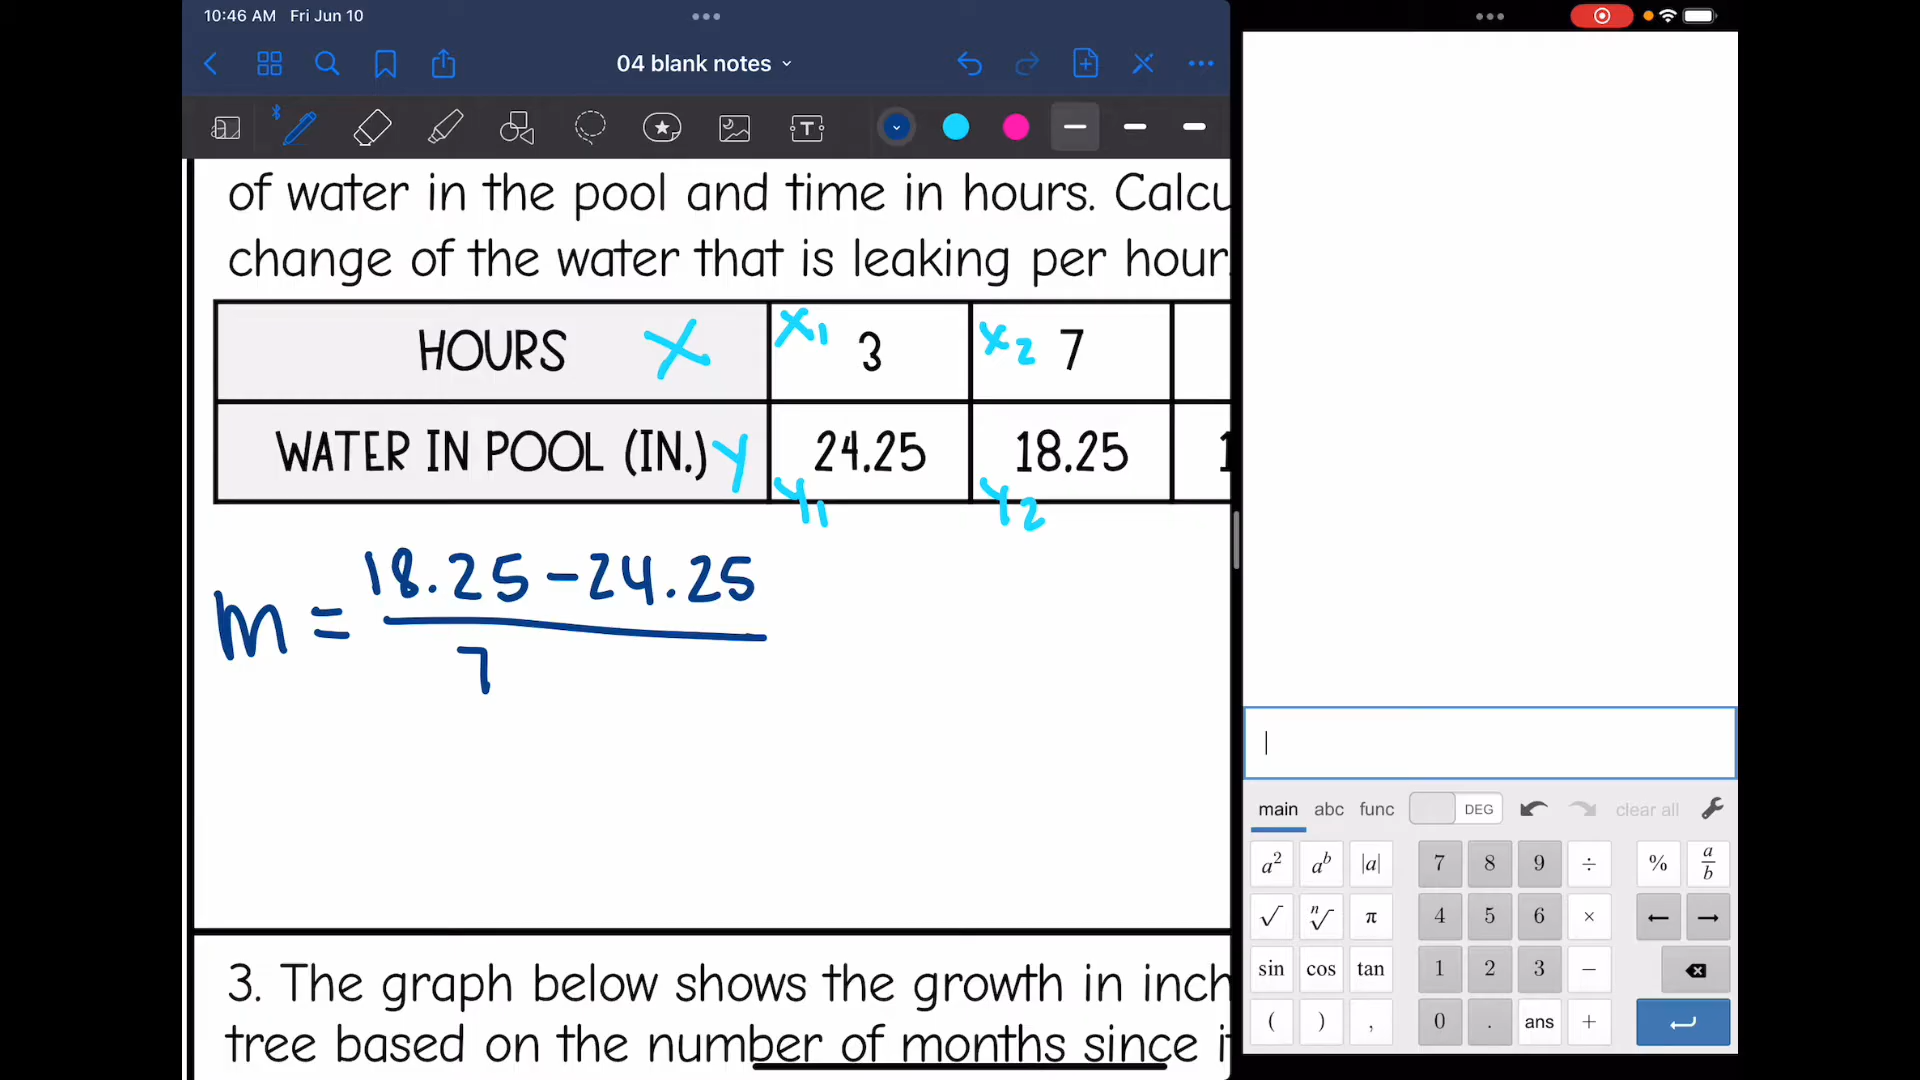 10:46 AM Fri Jun 10
04 blank notes
T
of water in the pool and time in hours. Calcu
change of the water that is leaking per hour.
HOURS X X1 3 X2 7
WATER IN POOL (IN.) Y 24.25 18.25 1
Y1 Y2
18.25 - 24.25
m =
7
3. The graph below shows the growth in inch
tree based on the number of months since it
main abc func DEG clear all
a² aᵇ |a| 7 8 9 ÷ % a/b
√ ⁿ√ π 4 5 6 × ← →
sin cos tan 1 2 3 −
( ) , 0 . ans +